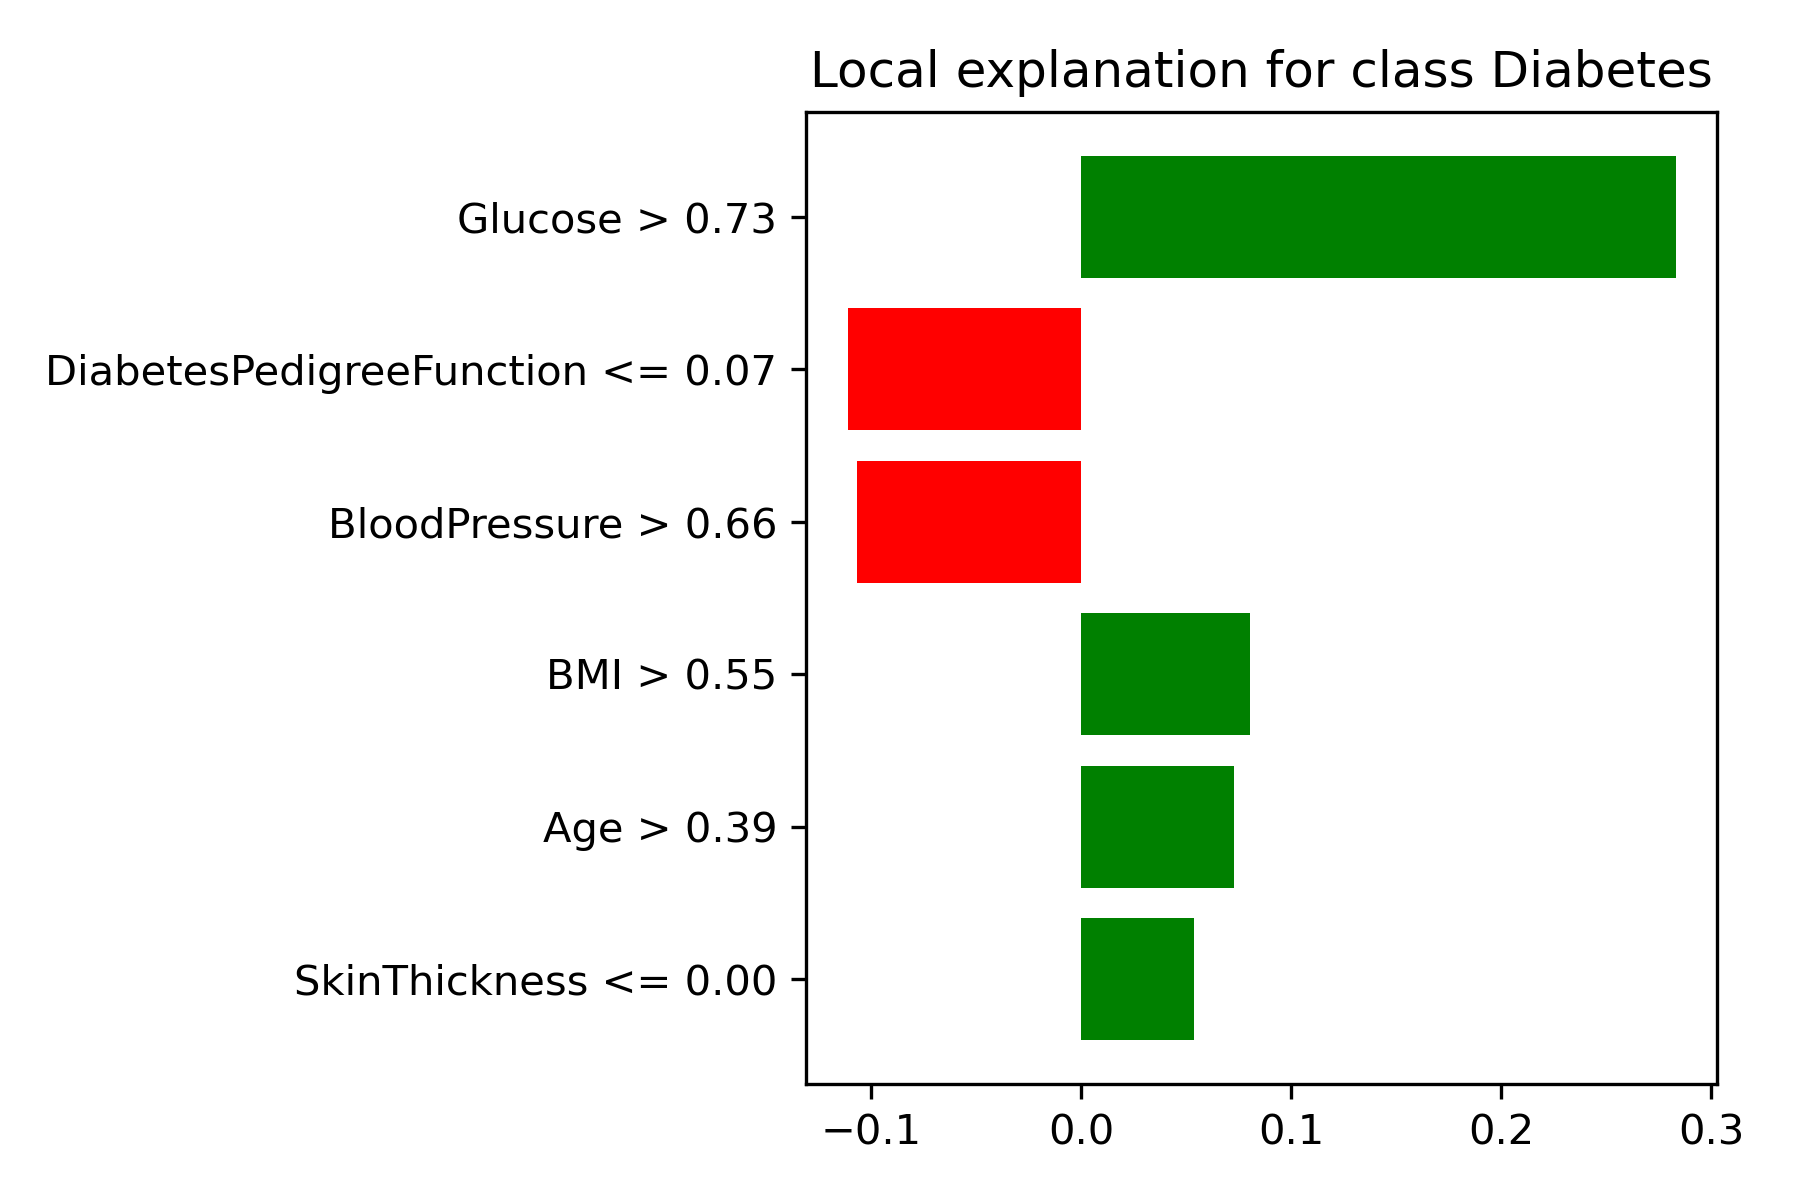 Local explanation for class Diabetes
Glucose > 0.73
DiabetesPedigreeFunction <= 0.07
BloodPressure > 0.66
BMI > 0.55
Age > 0.39
SkinThickness <= 0.00
−0.1 0.0 0.1 0.2 0.3